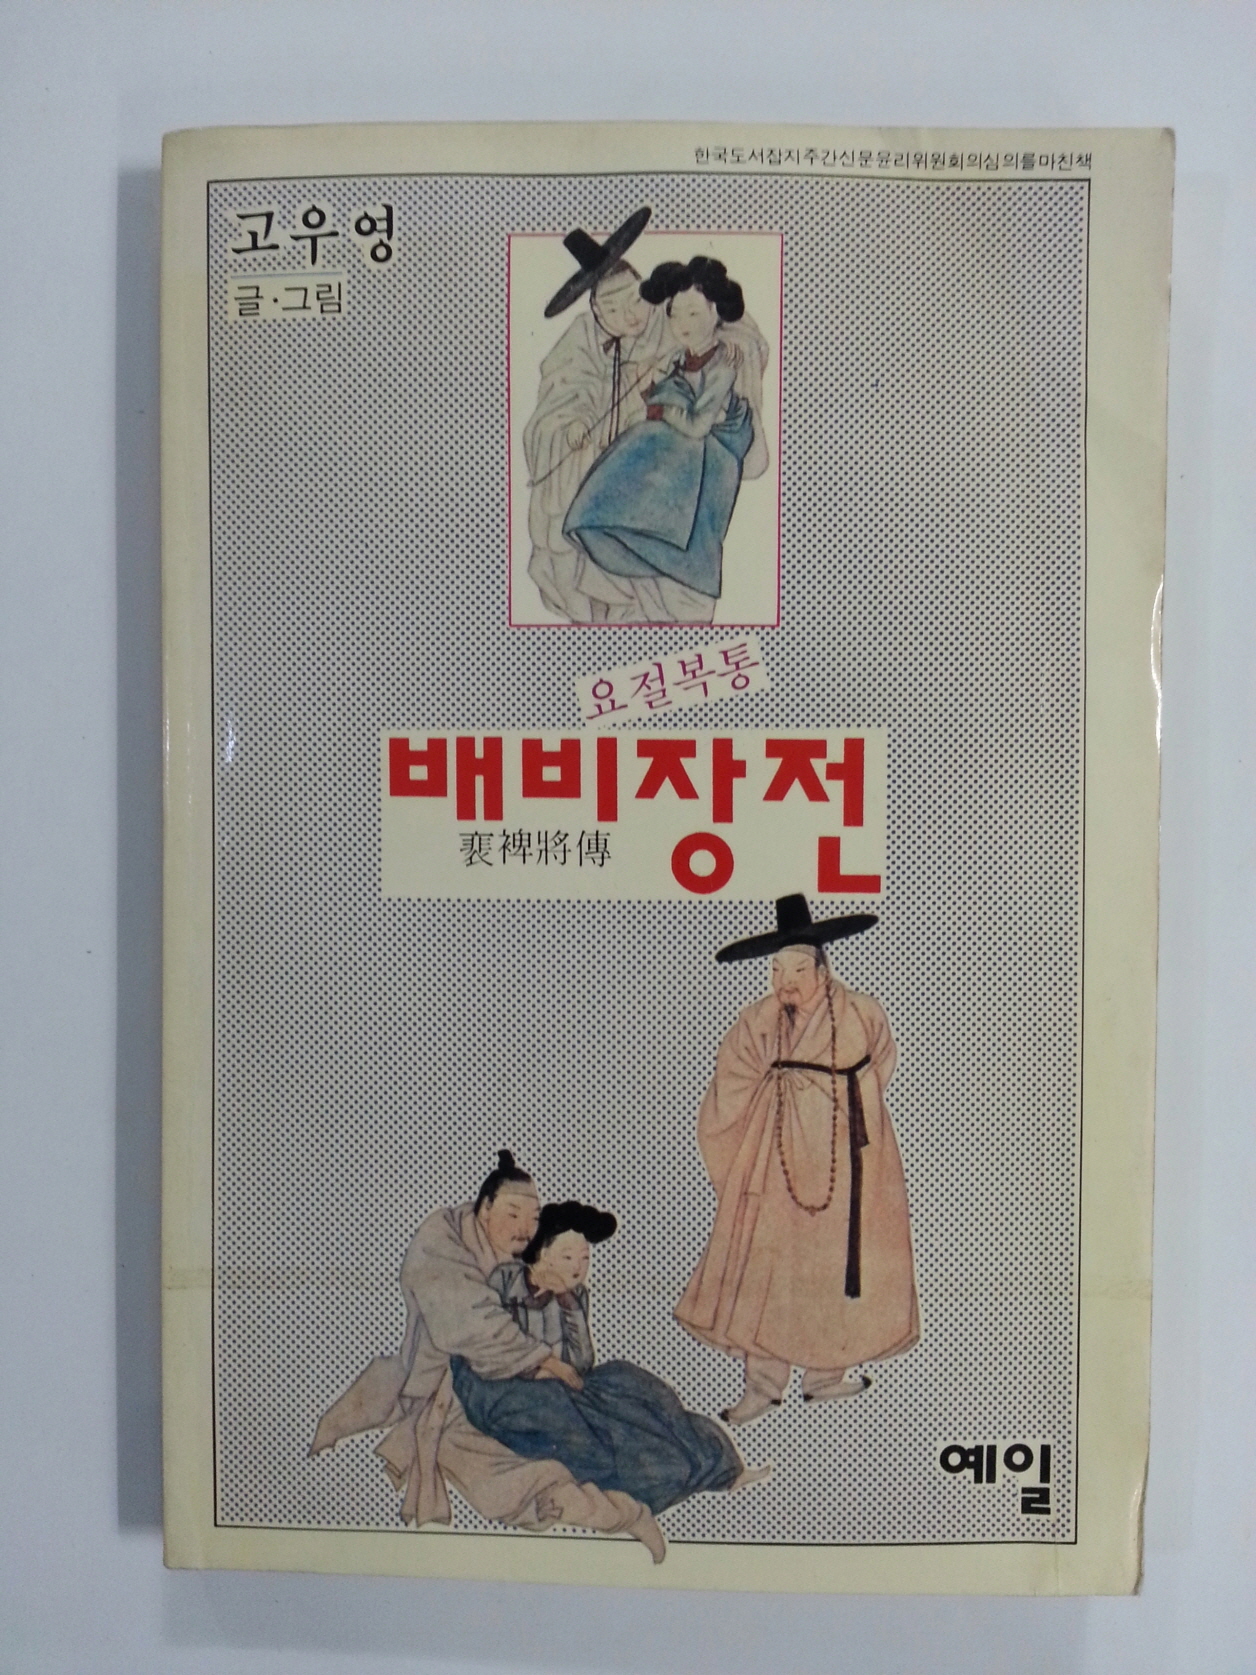 한국도서잡지주간신문윤리위원회의심의를마친책
고우영
글·그림
요절복통
배비장전
裵裨將傳
예일